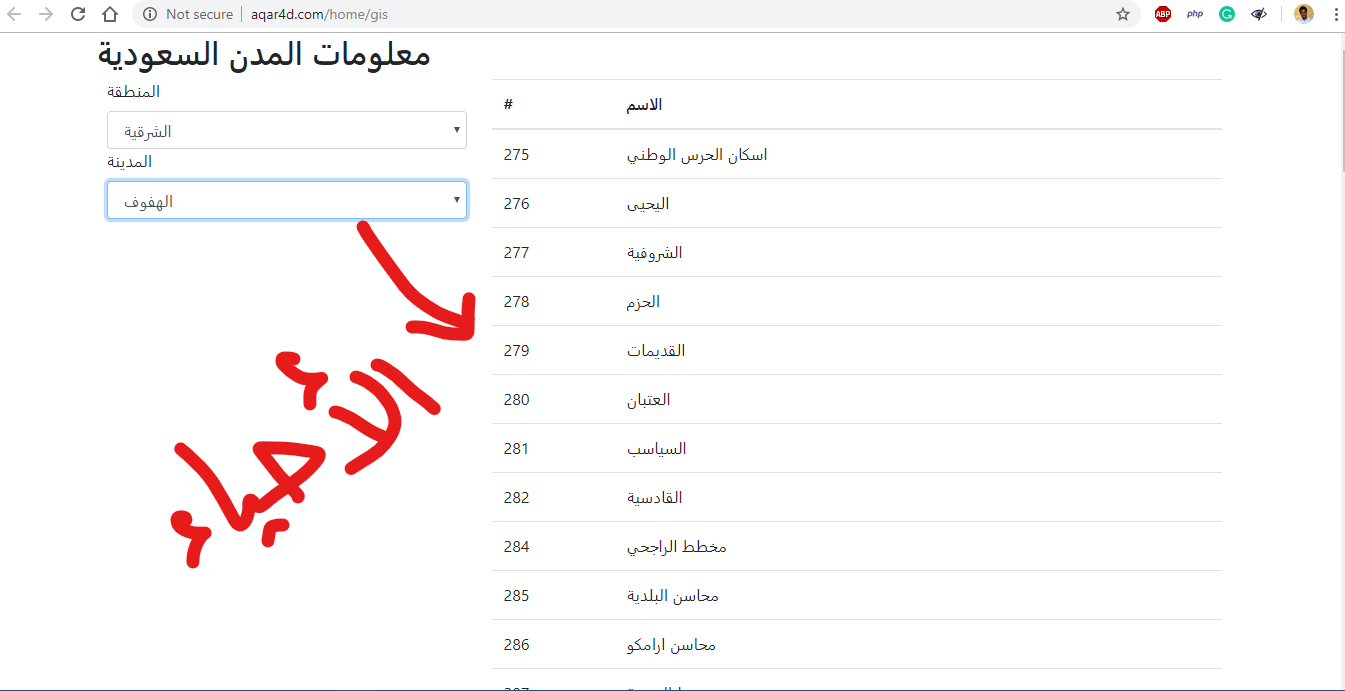 Not secure | aqar4d.com/home/gis
ABP php G
معلومات المدن السعودية
المنطقة
الشرقية
المدينة
الهفوف
# الاسم
275 اسكان الحرس الوطني
276 اليحيى
277 الشروفية
278 الحزم
279 القديمات
280 العتبان
281 السياسب
282 القادسية
284 مخطط الراجحي
285 محاسن البلدية
286 محاسن ارامكو
الأحياء